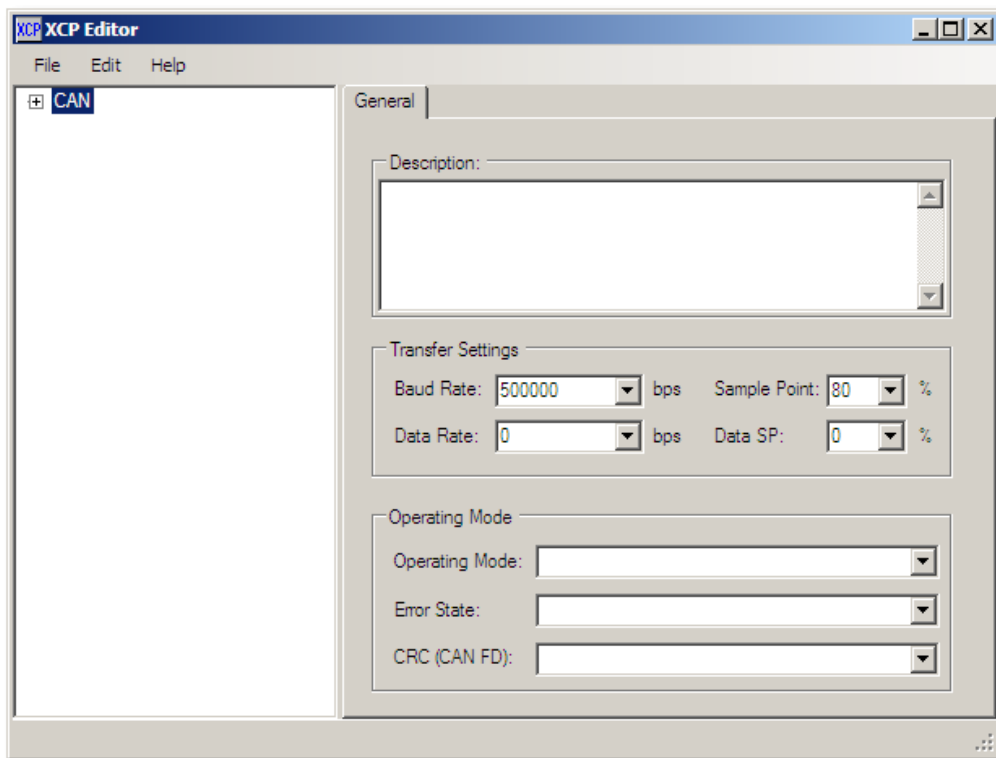 XCP XCP Editor
File Edit Help
CAN
General
Description:
Transfer Settings
Baud Rate: 500000 bps Sample Point: 80 %
Data Rate: 0 bps Data SP: 0 %
Operating Mode
Operating Mode:
Error State:
CRC (CAN FD):